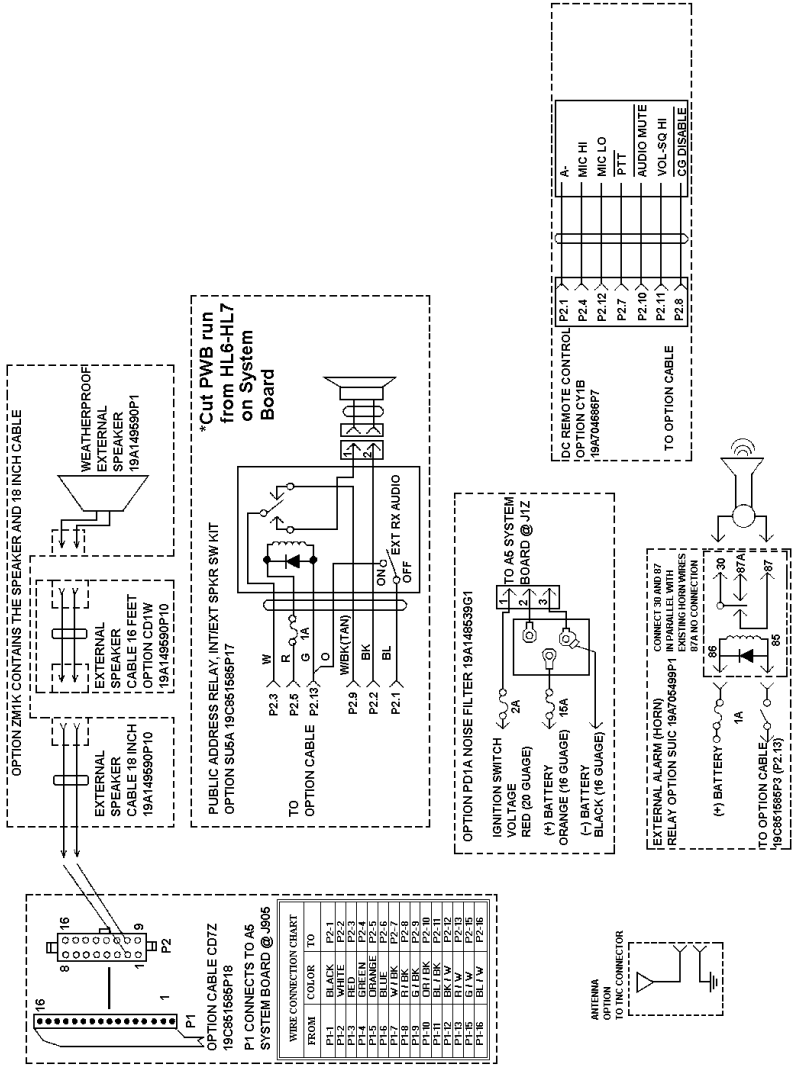 OPTION ZM1K CONTAINS THE SPEAKER AND 18 INCH CABLE
WEATHERPROOF
EXTERNAL
SPEAKER
19A149590P1
EXTERNAL
SPEAKER
CABLE 16 FEET
OPTION CD1W
19A149590P10
EXTERNAL
SPEAKER
CABLE 18 INCH
19A149590P10
16
1
P1
8
16
1
9
P2
OPTION CABLE CD7Z
19C851585P18
P1 CONNECTS TO A5
SYSTEM BOARD @ J905
WIRE CONNECTION CHART
FROM COLOR TO
P1-1 BLACK P2-1
P1-2 WHITE P2-2
P1-3 RED P2-3
P1-4 GREEN P2-4
P1-5 ORANGE P2-5
P1-6 BLUE P2-6
P1-7 W / BK P2-7
P1-8 R / BK P2-8
P1-9 G / BK P2-9
P1-10 OR / BK P2-10
P1-11 BL / BK P2-11
P1-12 BK / W P2-12
P1-13 R / W P2-13
P1-15 G / W P2-15
P1-16 BL / W P2-16
PUBLIC ADDRESS RELAY, INT/EXT SPKR SW KIT
OPTION SU5A 19C851585P17
*Cut PWB run
from HL6-HL7
on System
Board
TO
OPTION CABLE
P2.3
W
P2.5
R
1A
P2.13
G
O
P2.9
W/BK(TAN)
P2.2
BK
P2.1
BL
ON
OFF
EXT RX AUDIO
1
2
OPTION PD1A NOISE FILTER 19A148539G1
IGNITION SWITCH
VOLTAGE
RED (20 GUAGE)
2A
(+) BATTERY
ORANGE (16 GUAGE)
15A
(–) BATTERY
BLACK (16 GUAGE)
1
2
3
TO A5 SYSTEM
BOARD @ J1Z
DC REMOTE CONTROL
OPTION CY1B
19A704686P7
TO OPTION CABLE
P2.1
A-
P2.4
MIC HI
P2.12
MIC LO
P2.7
PTT
P2.10
AUDIO MUTE
P2.11
VOL-SQ HI
P2.8
CG DISABLE
EXTERNAL ALARM (HORN)
RELAY OPTION SUIC 19A705499P1
CONNECT 30 AND 87
IN PARALLEL WITH
EXISTING HORN WIRES
87A NO CONNECTION
(+) BATTERY
1A
TO OPTION CABLE
19C851585P3 (P2.13)
86
85
30
87A
87
ANTENNA
OPTION
TO TNC CONNECTOR